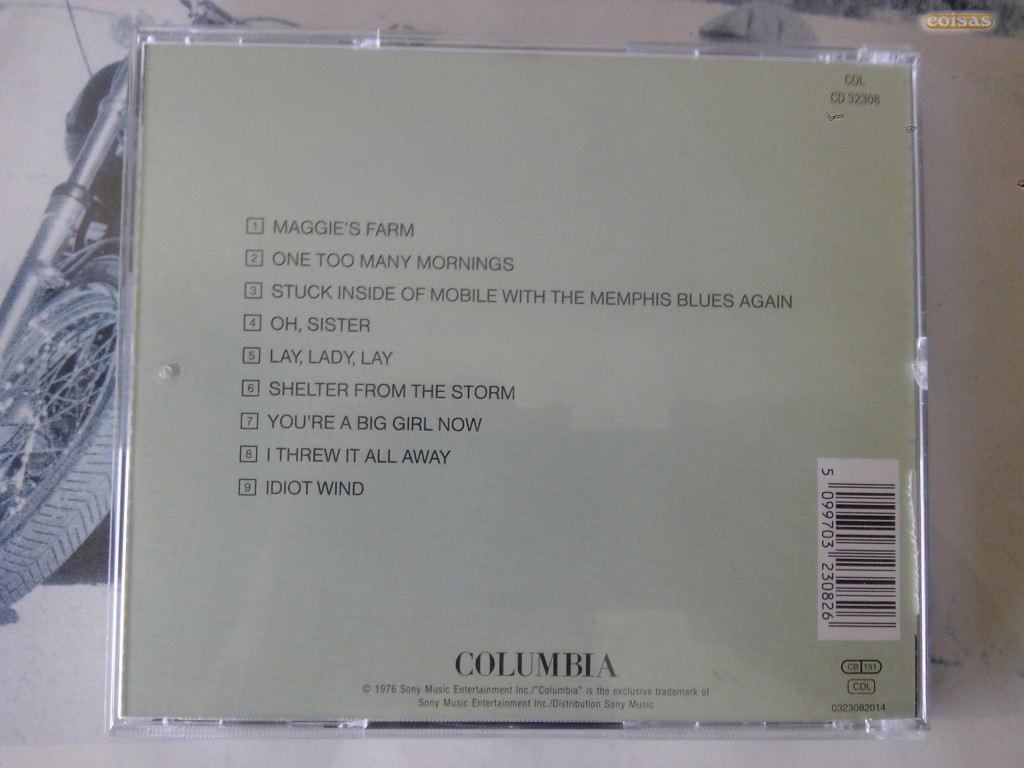 coisas
COL
CD 32308
1 MAGGIE'S FARM
2 ONE TOO MANY MORNINGS
3 STUCK INSIDE OF MOBILE WITH THE MEMPHIS BLUES AGAIN
4 OH, SISTER
5 LAY, LADY, LAY
6 SHELTER FROM THE STORM
7 YOU'RE A BIG GIRL NOW
8 I THREW IT ALL AWAY
9 IDIOT WIND
5 099703 230826
COLUMBIA
© 1976 Sony Music Entertainment Inc./"Columbia" is the exclusive trademark of
Sony Music Entertainment Inc./Distribution Sony Music
CB 151
CDL
0323082014